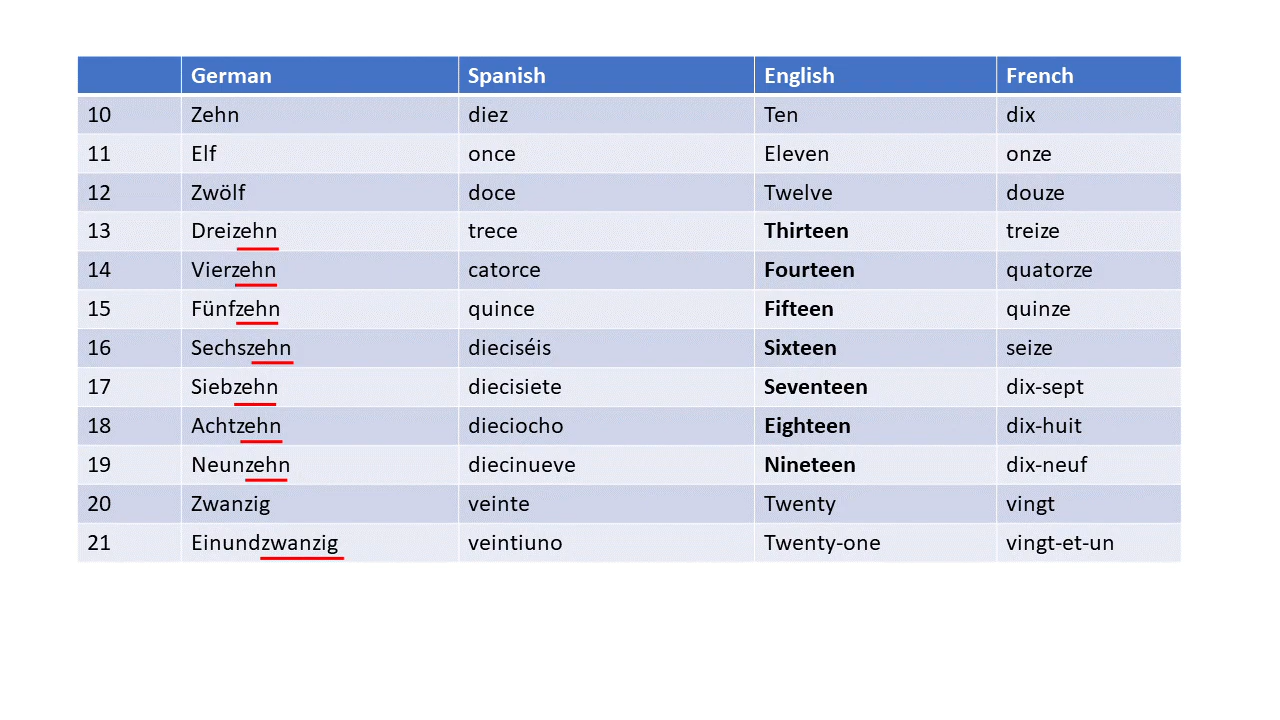 German Spanish English French
10 Zehn diez Ten dix
11 Elf once Eleven onze
12 Zwölf doce Twelve douze
13 Dreizehn trece Thirteen treize
14 Vierzehn catorce Fourteen quatorze
15 Fünfzehn quince Fifteen quinze
16 Sechszehn dieciséis Sixteen seize
17 Siebzehn diecisiete Seventeen dix-sept
18 Achtzehn dieciocho Eighteen dix-huit
19 Neunzehn diecinueve Nineteen dix-neuf
20 Zwanzig veinte Twenty vingt
21 Einundzwanzig veintiuno Twenty-one vingt-et-un